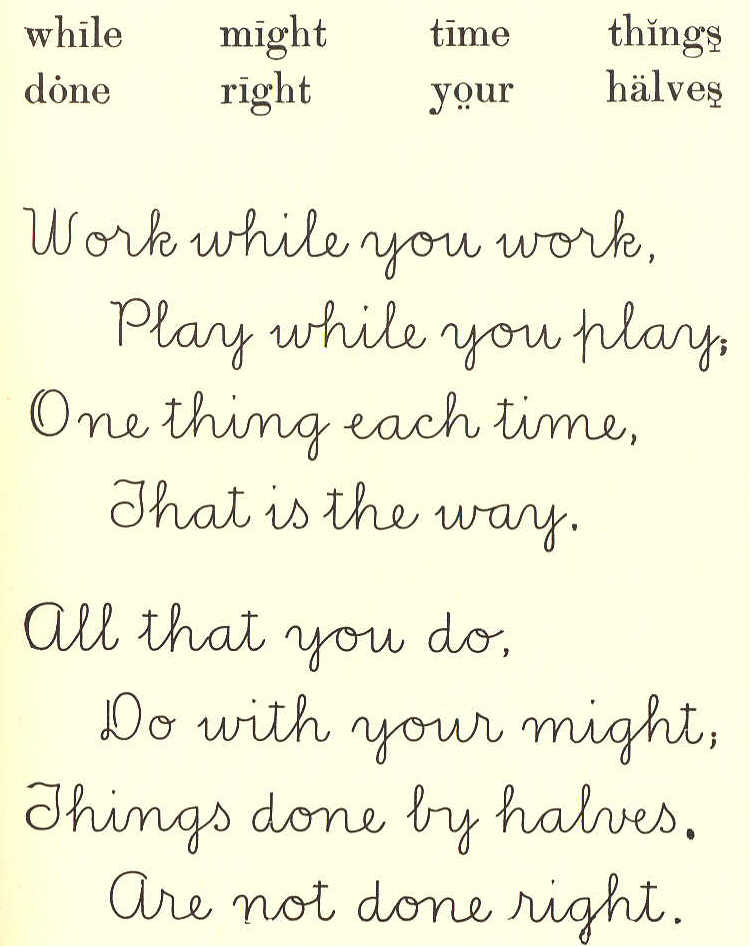 whīle mīght tīme thĭngs̱
dȯne rīght yo̤ur hälves̱
Work while you work,
Play while you play;
One thing each time,
That is the way.
All that you do,
Do with your might;
Things done by halves.
Are not done right.